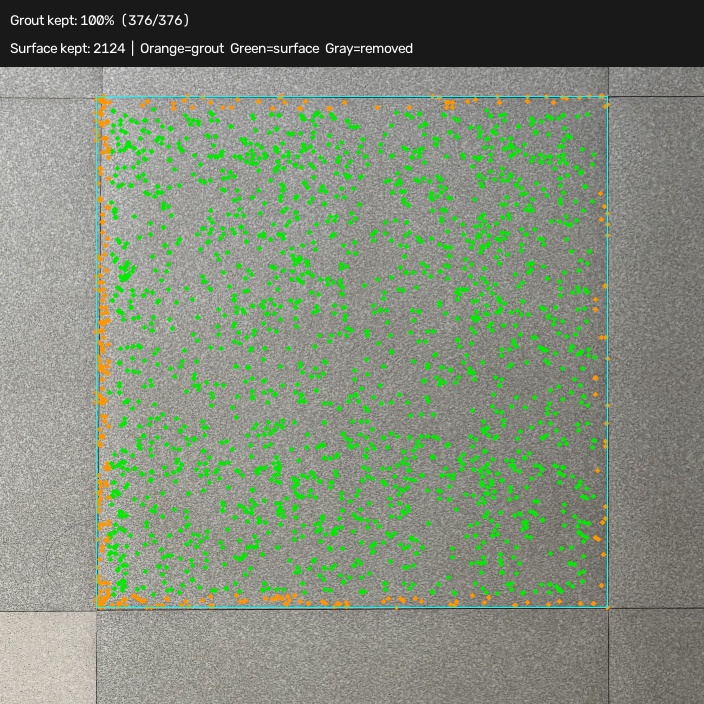 Grout kept: 100% (376/376)
Surface kept: 2124 | Orange=grout Green=surface Gray=removed